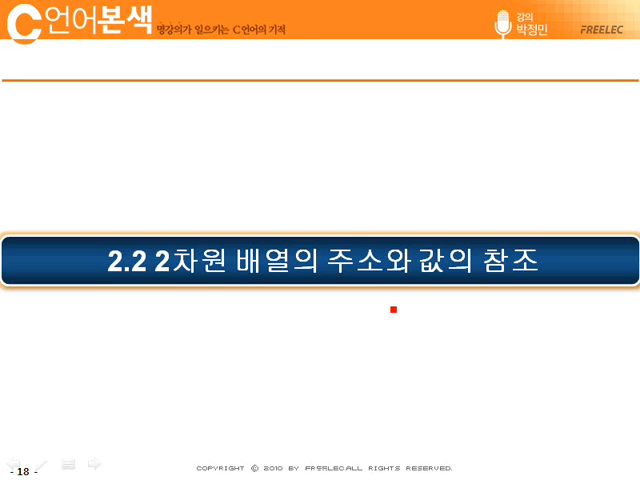 C언어본색 명강의가 일으키는 C언어의 기적
강의
박정민
FREELEC
2.2 2차원 배열의 주소와 값의 참조
- 18 -
COPYRIGHT © 2010 BY FREELEC.ALL RIGHTS RESERVED.